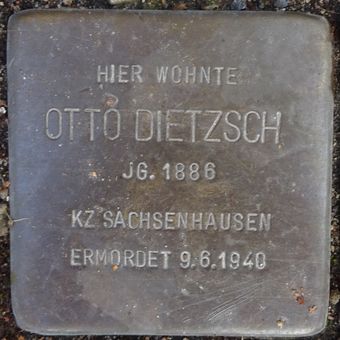 HIER WOHNTE
OTTO DIETZSCH
JG. 1886
KZ SACHSENHAUSEN
ERMORDET 9.6.1940